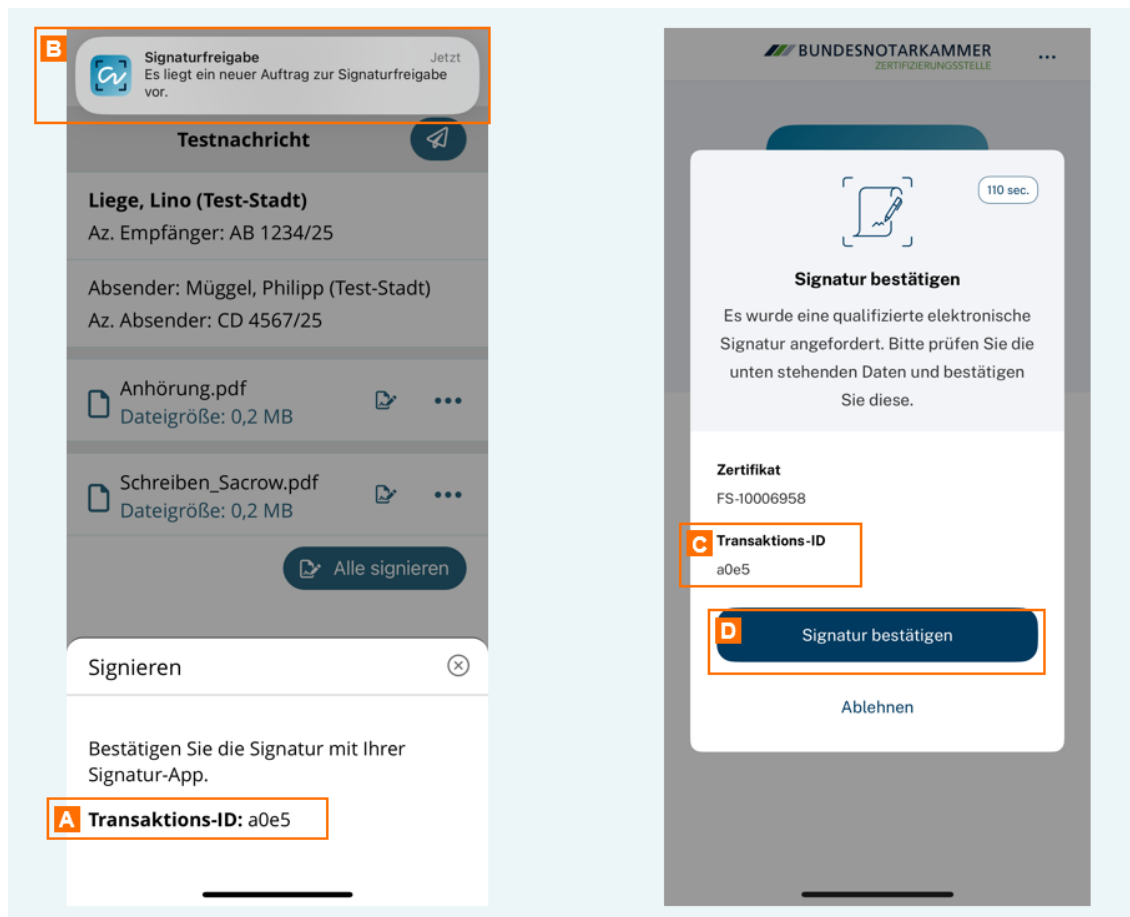 B
Signaturfreigabe
Jetzt
Es liegt ein neuer Auftrag zur Signaturfreigabe
vor.
Testnachricht
Liege, Lino (Test-Stadt)
Az. Empfänger: AB 1234/25
Absender: Müggel, Philipp (Test-Stadt)
Az. Absender: CD 4567/25
Anhörung.pdf
Dateigröße: 0,2 MB
Schreiben_Sacrow.pdf
Dateigröße: 0,2 MB
Alle signieren
Signieren
Bestätigen Sie die Signatur mit Ihrer
Signatur-App.
A
Transaktions-ID: a0e5
BUNDESNOTARKAMMER
ZERTIFIZIERUNGSSTELLE
110 sec.
Signatur bestätigen
Es wurde eine qualifizierte elektronische
Signatur angefordert. Bitte prüfen Sie die
unten stehenden Daten und bestätigen
Sie diese.
Zertifikat
FS-10006958
C
Transaktions-ID
a0e5
D
Signatur bestätigen
Ablehnen